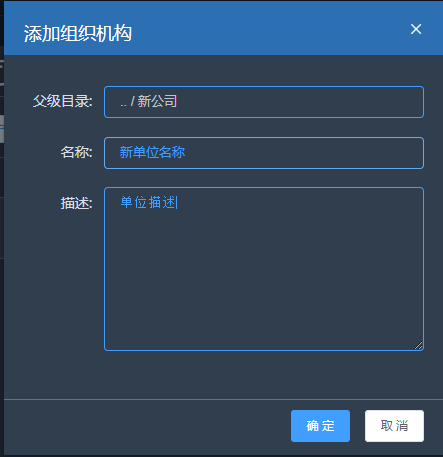 添加组织机构
父级目录: .. / 新公司
名称: 新单位名称
描述: 单位描述
确 定 取 消